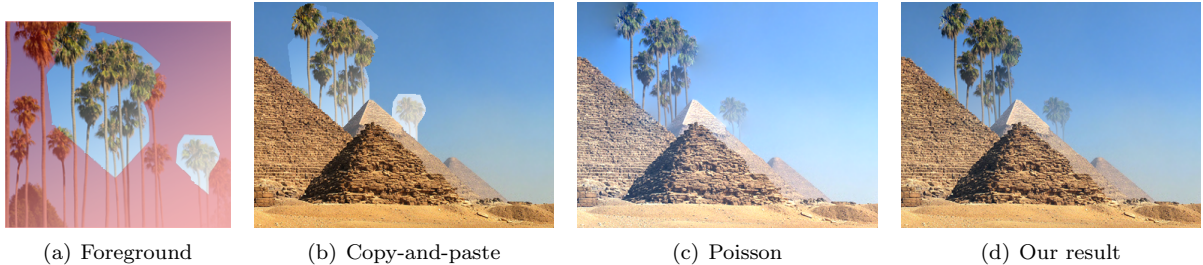 (a) Foreground
(b) Copy-and-paste
(c) Poisson
(d) Our result